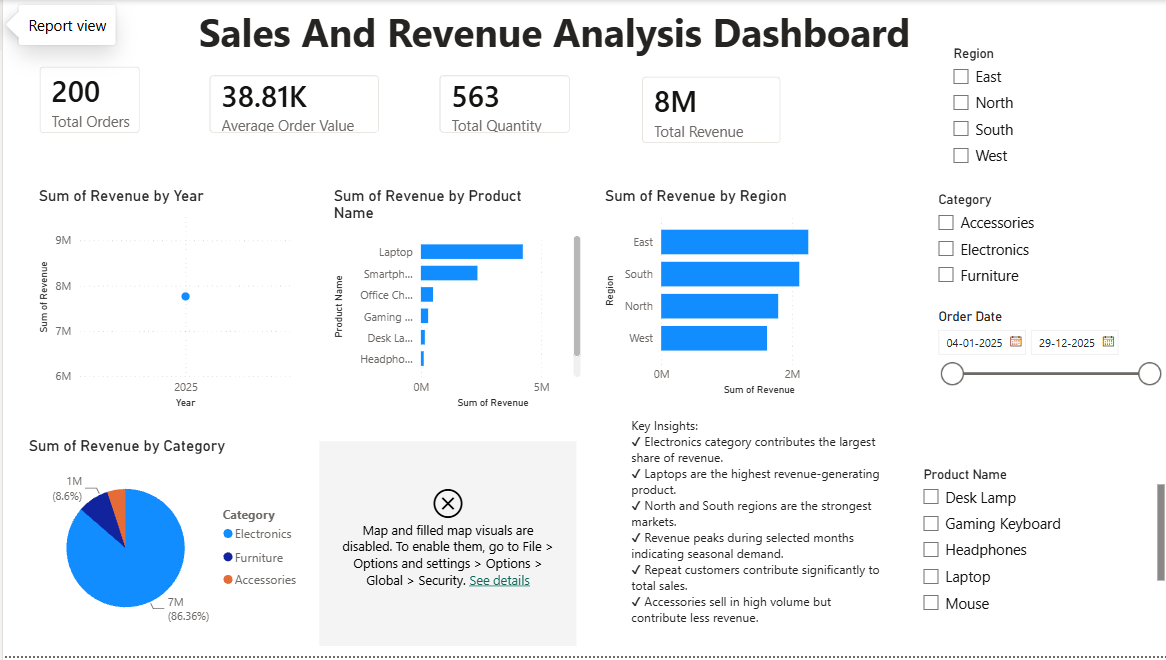 Report view
Sales And Revenue Analysis Dashboard
200
Total Orders
38.81K
Average Order Value
563
Total Quantity
8M
Total Revenue
Region
East
North
South
West
Sum of Revenue by Year
9M
8M
7M
6M
Sum of Revenue
2025
Year
Sum of Revenue by Product
Name
Product Name
Laptop
Smartph...
Office Ch...
Gaming ...
Desk La...
Headpho...
0M
5M
Sum of Revenue
Sum of Revenue by Region
Region
East
South
North
West
0M
2M
Sum of Revenue
Category
Accessories
Electronics
Furniture
Order Date
04-01-2025
29-12-2025
Sum of Revenue by Category
1M
(8.6%)
7M
(86.36%)
Category
Electronics
Furniture
Accessories
Map and filled map visuals are
disabled. To enable them, go to File >
Options and settings > Options >
Global > Security. See details
Key Insights:
✓ Electronics category contributes the largest
share of revenue.
✓ Laptops are the highest revenue-generating
product.
✓ North and South regions are the strongest
markets.
✓ Revenue peaks during selected months
indicating seasonal demand.
✓ Repeat customers contribute significantly to
total sales.
✓ Accessories sell in high volume but
contribute less revenue.
Product Name
Desk Lamp
Gaming Keyboard
Headphones
Laptop
Mouse